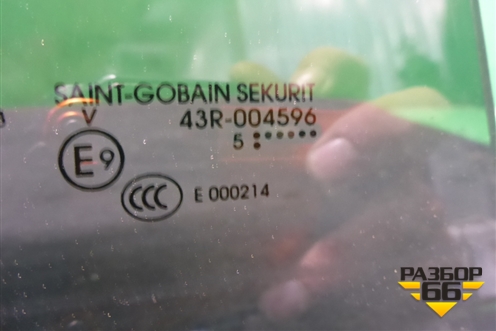 SAINT-GOBAIN SEKURIT
V 43R-004596
5
E9
CCC E 000214
РАЗБОР
66